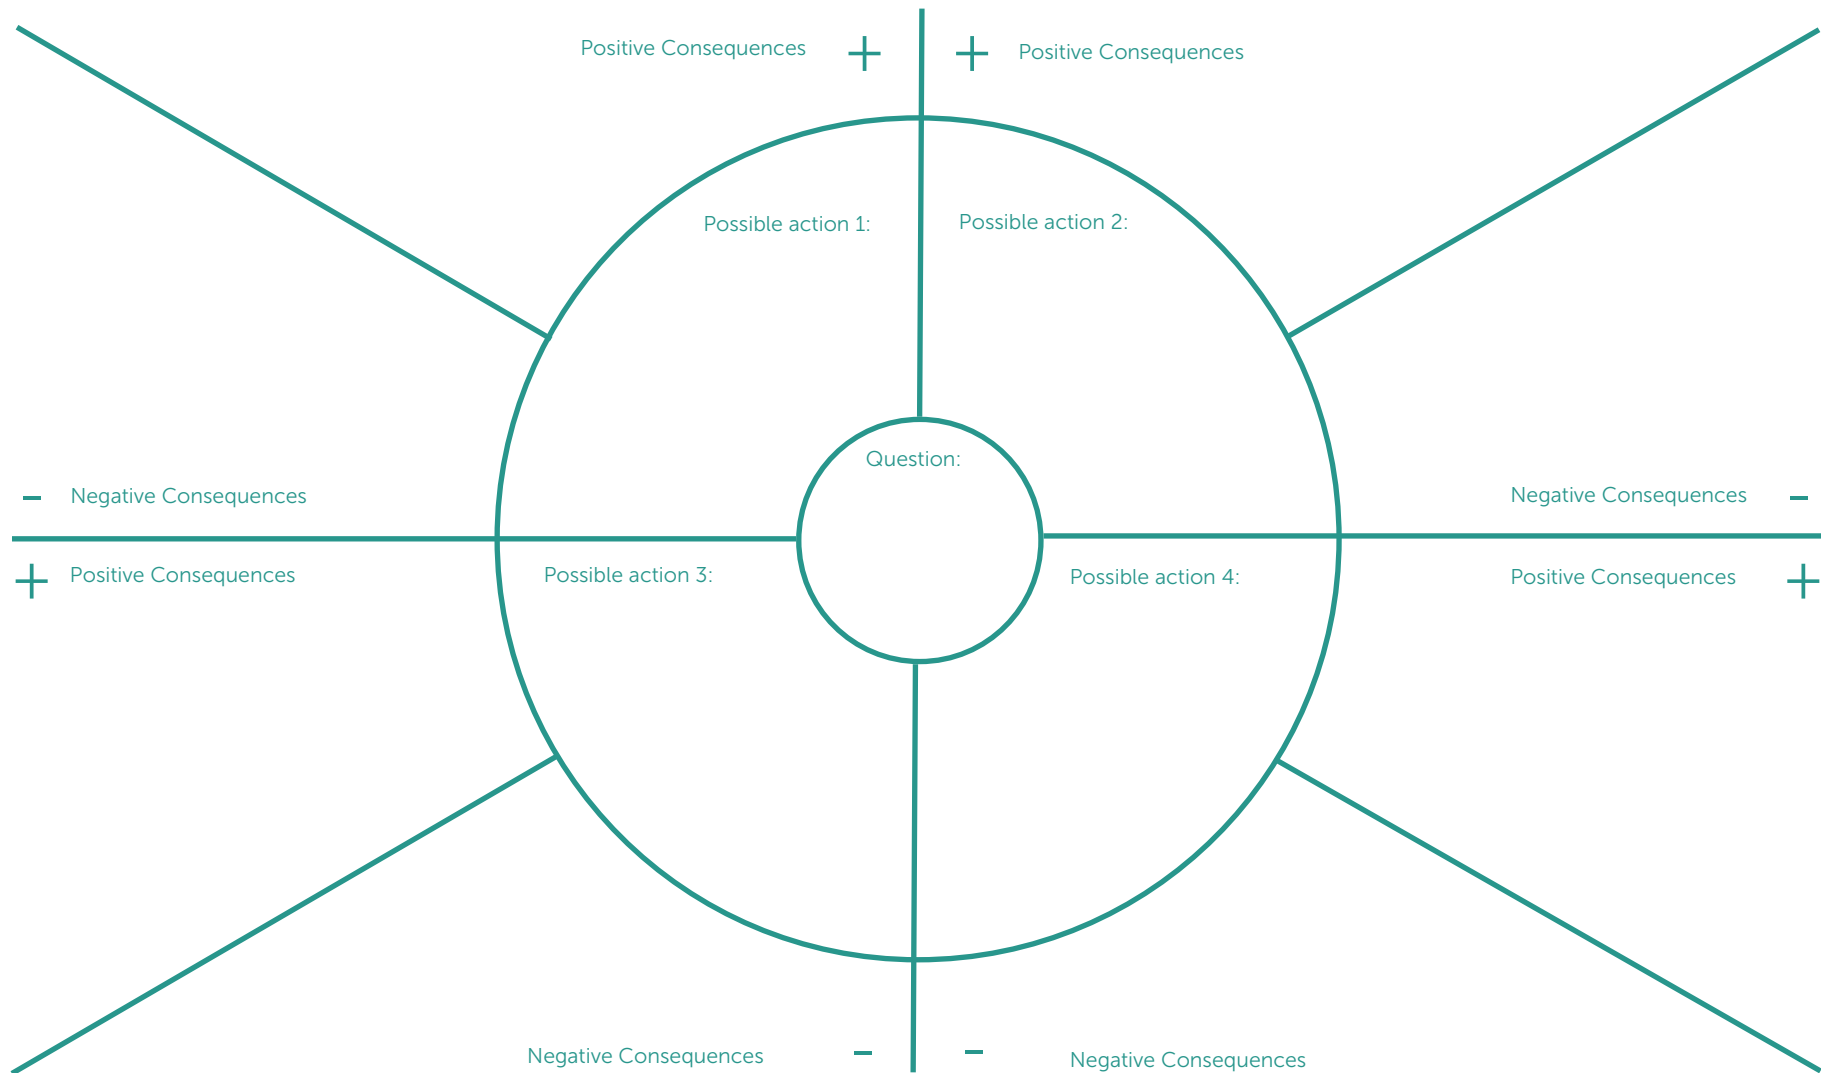 Positive Consequences +
+ Positive Consequences
Possible action 1:
Possible action 2:
Question:
- Negative Consequences
Negative Consequences -
+ Positive Consequences
Possible action 3:
Possible action 4:
Positive Consequences +
Negative Consequences -
- Negative Consequences